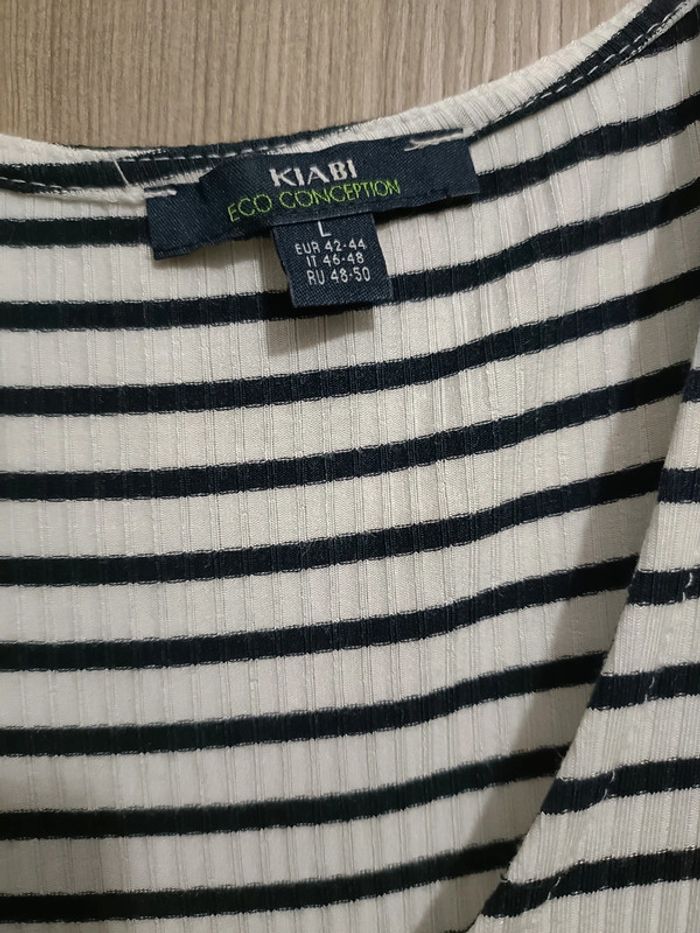 KIABI
ECO CONCEPTION
L
EUR 42-44
IT 46-48
RU 48-50